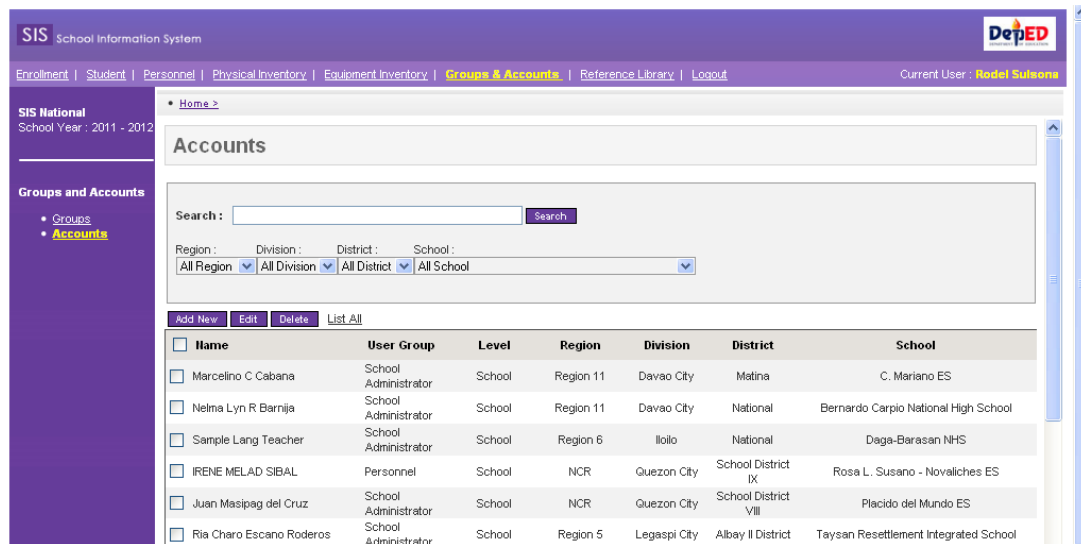 SIS School Information System
DepED
DEPARTMENT OF EDUCATION
Enrollment | Student | Personnel | Physical Inventory | Equipment Inventory | Groups & Accounts | Reference Library | Logout Current User : Rodel Sulsona
SIS National
School Year : 2011 - 2012
Groups and Accounts
• Groups
• Accounts
• Home >
Accounts
Search : Search
Region : Division : District : School :
All Region All Division All District All School
Add New Edit Delete List All
Name User Group Level Region Division District School
Marcelino C Cabana School Administrator School Region 11 Davao City Matina C. Mariano ES
Nelma Lyn R Barnija School Administrator School Region 11 Davao City National Bernardo Carpio National High School
Sample Lang Teacher School Administrator School Region 6 Iloilo National Daga-Barasan NHS
IRENE MELAD SIBAL Personnel School NCR Quezon City School District IX Rosa L. Susano - Novaliches ES
Juan Masipag del Cruz School Administrator School NCR Quezon City School District VIII Placido del Mundo ES
Ria Charo Escano Roderos School Administrator School Region 5 Legaspi City Albay II District Taysan Resettlement Integrated School